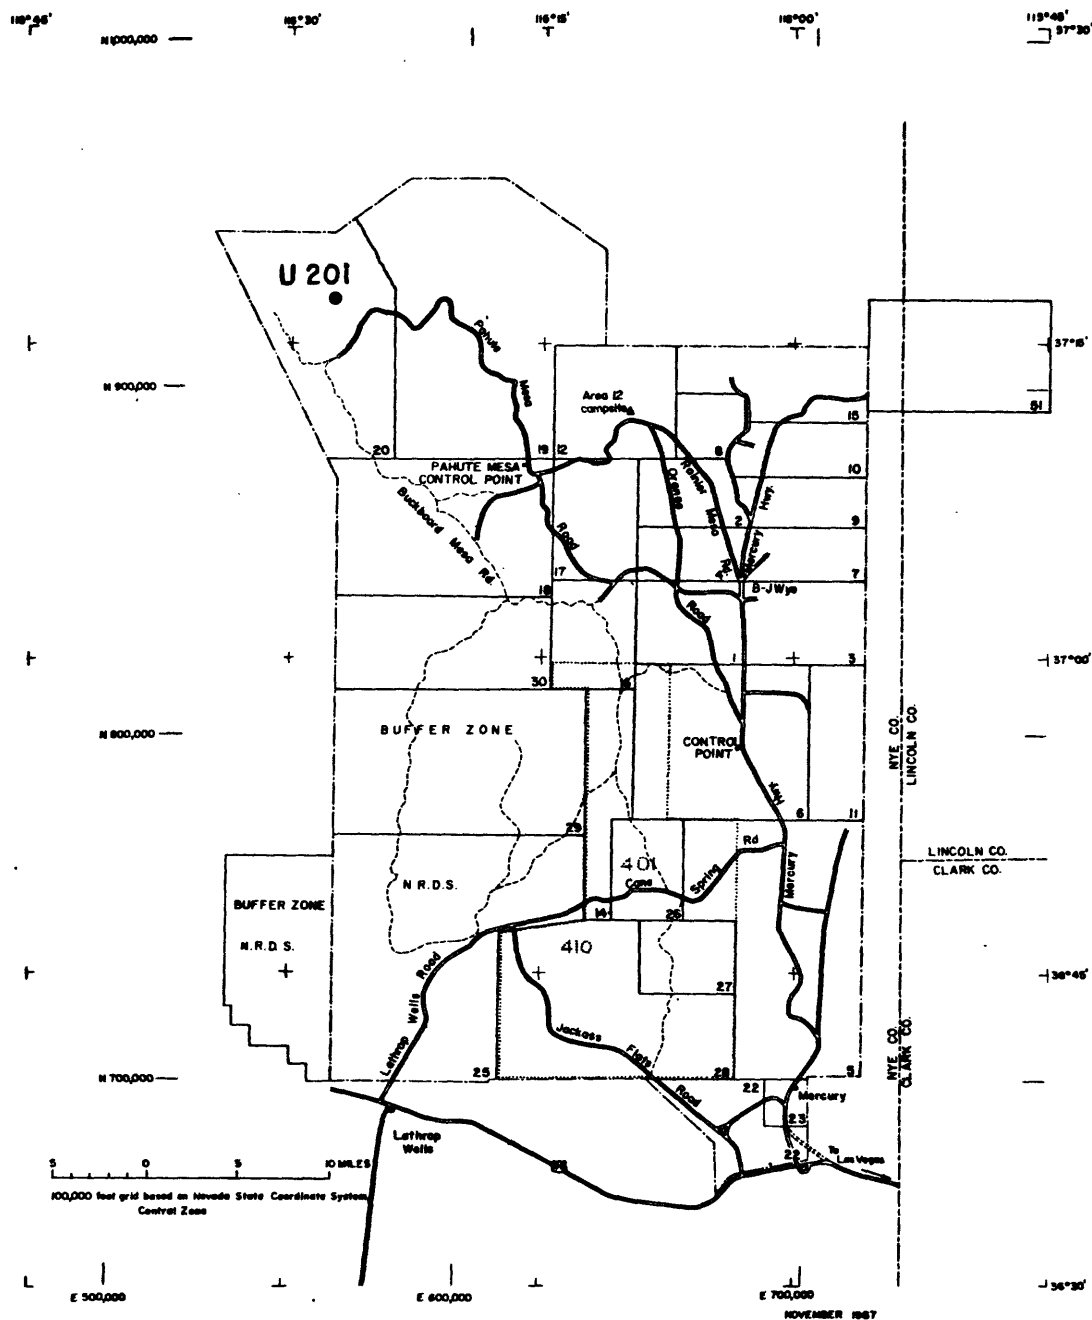 116°45'
116°30'
116°15'
116°00'
115°45'
N 1,000,000
37°30'
U 201
37°15'
N 900,000
Pahute
Mesa
Area 12
campsite
51
15
20
19
12
8
10
PAHUTE MESA
CONTROL POINT
Rainier
Mesa
Orange
Hwy.
Buckboard Mesa Rd.
Road
2
9
Mercury
Rd.
17
7
B-J Wye
18
Road
1
3
37°00'
30
16
BUFFER ZONE
NYE CO.
LINCOLN CO.
N 800,000
CONTROL
POINT
Hwy.
6
11
29
Rd
LINCOLN CO.
CLARK CO.
401
Cane
Spring
Mercury
N.R.D.S.
BUFFER ZONE
14
26
N.R.D.S.
410
36°45'
Road
27
Wells
Lathrop
Jackass
Flats
NYE CO.
CLARK CO.
N 700,000
25
28
5
22
Road
Mercury
23
Lathrop
Wells
22
To
Las Vegas
5
0
5
10 MILES
100,000 foot grid based on Nevada State Coordinate System,
Central Zone
36°30'
E 500,000
E 600,000
E 700,000
NOVEMBER 1967